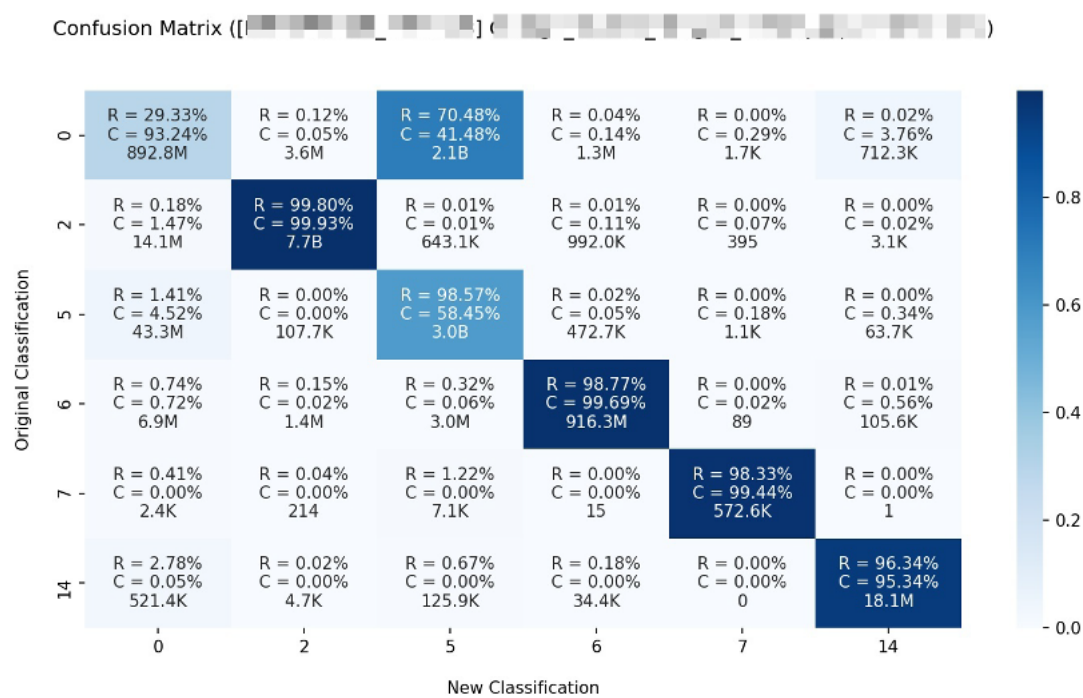 Confusion Matrix ([ ] )
R = 29.33% R = 0.12% R = 70.48% R = 0.04% R = 0.00% R = 0.02%
0 C = 93.24% C = 0.05% C = 41.48% C = 0.14% C = 0.29% C = 3.76%
892.8M 3.6M 2.1B 1.3M 1.7K 712.3K
R = 0.18% R = 99.80% R = 0.01% R = 0.01% R = 0.00% R = 0.00%
2 C = 1.47% C = 99.93% C = 0.01% C = 0.11% C = 0.07% C = 0.02%
14.1M 7.7B 643.1K 992.0K 395 3.1K
R = 1.41% R = 0.00% R = 98.57% R = 0.02% R = 0.00% R = 0.00%
5 C = 4.52% C = 0.00% C = 58.45% C = 0.05% C = 0.18% C = 0.34%
43.3M 107.7K 3.0B 472.7K 1.1K 63.7K
R = 0.74% R = 0.15% R = 0.32% R = 98.77% R = 0.00% R = 0.01%
6 C = 0.72% C = 0.02% C = 0.06% C = 99.69% C = 0.02% C = 0.56%
6.9M 1.4M 3.0M 916.3M 89 105.6K
R = 0.41% R = 0.04% R = 1.22% R = 0.00% R = 98.33% R = 0.00%
7 C = 0.00% C = 0.00% C = 0.00% C = 0.00% C = 99.44% C = 0.00%
2.4K 214 7.1K 15 572.6K 1
R = 2.78% R = 0.02% R = 0.67% R = 0.18% R = 0.00% R = 96.34%
14 C = 0.05% C = 0.00% C = 0.00% C = 0.00% C = 0.00% C = 95.34%
521.4K 4.7K 125.9K 34.4K 0 18.1M
0 2 5 6 7 14
Original Classification
New Classification
0.8
0.6
0.4
0.2
0.0